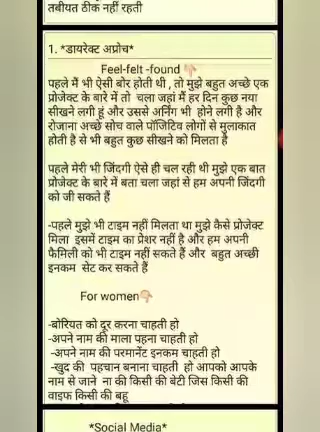 तबीयत ठीक नहीं रहती
1. *डायरेक्ट अप्रोच*
Feel-felt -found 👇🏻
पहले मैं भी ऐसी बोर होती थी , तो मुझे बहुत अच्छे एक
प्रोजेक्ट के बारे में तो चला जहां मैं हर दिन कुछ नया
सीखने लगी हूं और उससे अर्निंग भी होने लगी है और
रोजाना अच्छे सोच वाले पॉजिटिव लोगों से मुलाकात
होती है से भी बहुत कुछ सीखने को मिलता है
पहले मेरी भी जिंदगी ऐसे ही चल रही थी मुझे एक बात
प्रोजेक्ट के बारे में बता चला जहां से हम अपनी जिंदगी
को जी सकते हैं
-पहले मुझे भी टाइम नहीं मिलता था मुझे कैसे प्रोजेक्ट
मिला इसमें टाइम का प्रेशर नहीं है और हम अपनी
फैमिली को भी टाइम नहीं सकते हैं और बहुत अच्छी
इनकम सेट कर सकते हैं
For women👇🏻
-बोरियत को दूर करना चाहती हो
-अपने नाम की माला पहना चाहती हो
-अपने नाम की परमानेंट इनकम चाहती हो
-खुद की पहचान बनाना चाहती हो आपको आपके
नाम से जाने ना की किसी की बेटी जिस किसी की
वाइफ किसी की बहू
*Social Media*